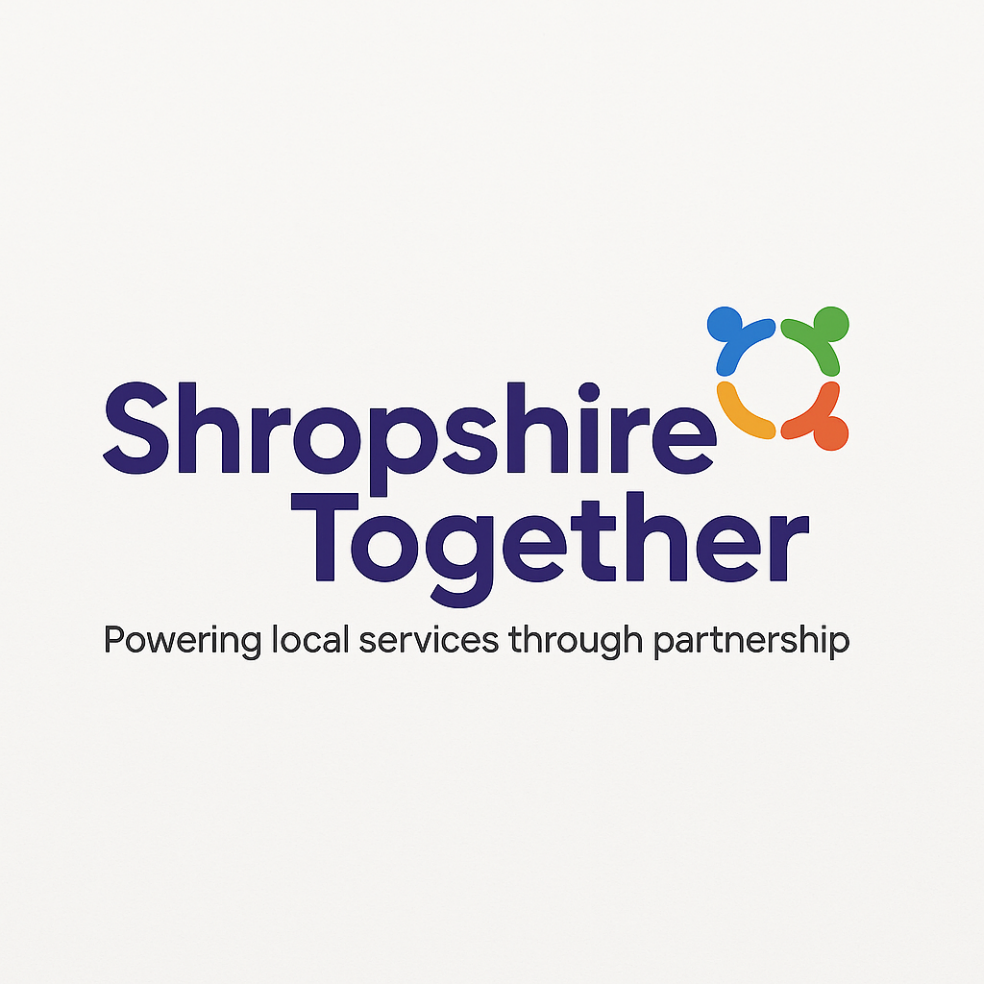 Shropshire
Together
Powering local services through partnership